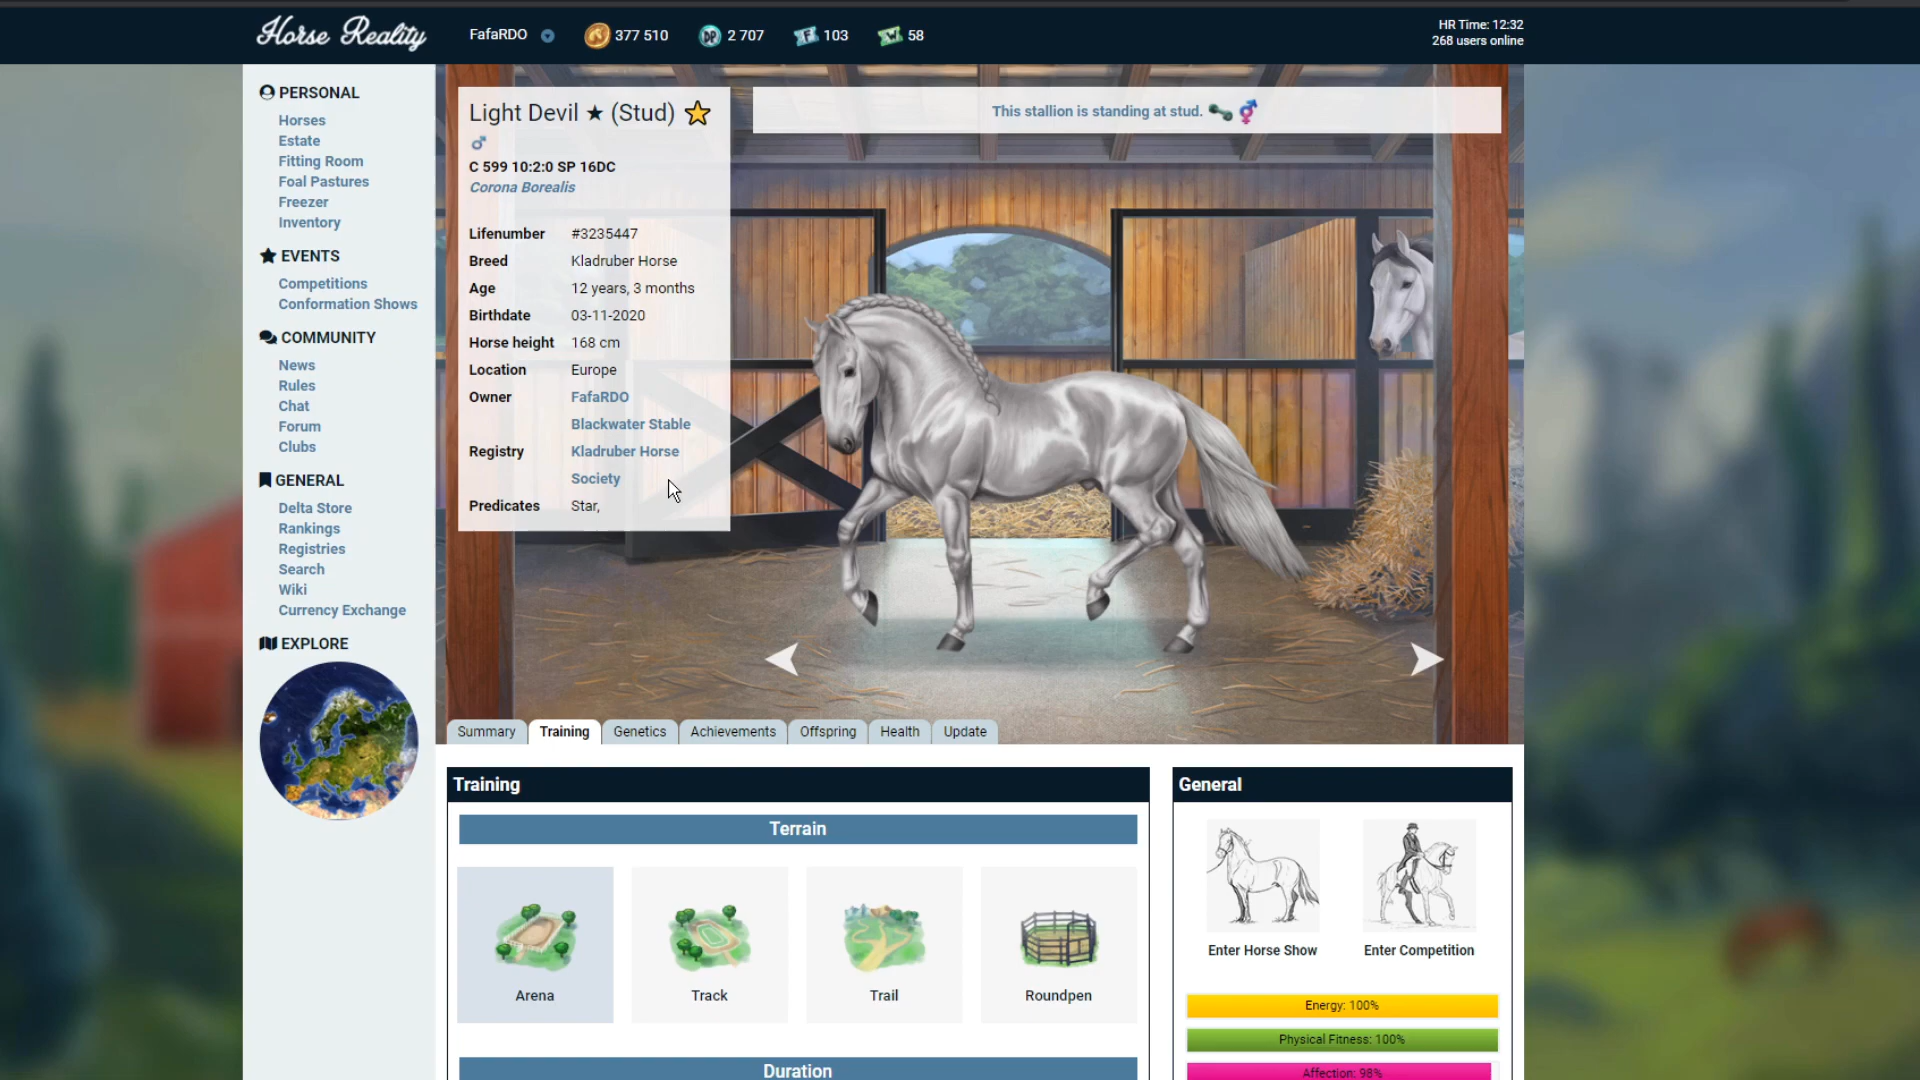 Horse Reality
FafaRDO
377 510
2 707
103
58
HR Time: 12:32
268 users online
PERSONAL
Horses
Estate
Fitting Room
Foal Pastures
Freezer
Inventory
EVENTS
Competitions
Conformation Shows
COMMUNITY
News
Rules
Chat
Forum
Clubs
GENERAL
Delta Store
Rankings
Registries
Search
Wiki
Currency Exchange
EXPLORE
Light Devil ★ (Stud)
C 599 10:2:0 SP 16DC
Corona Borealis
Lifenumber #3235447
Breed Kladruber Horse
Age 12 years, 3 months
Birthdate 03-11-2020
Horse height 168 cm
Location Europe
Owner FafaRDO
Blackwater Stable
Registry Kladruber Horse
Society
Predicates Star,
This stallion is standing at stud.
Summary Training Genetics Achievements Offspring Health Update
Training
Terrain
Arena Track Trail Roundpen
Duration
General
Enter Horse Show Enter Competition
Energy: 100%
Physical Fitness: 100%
Affection: 98%